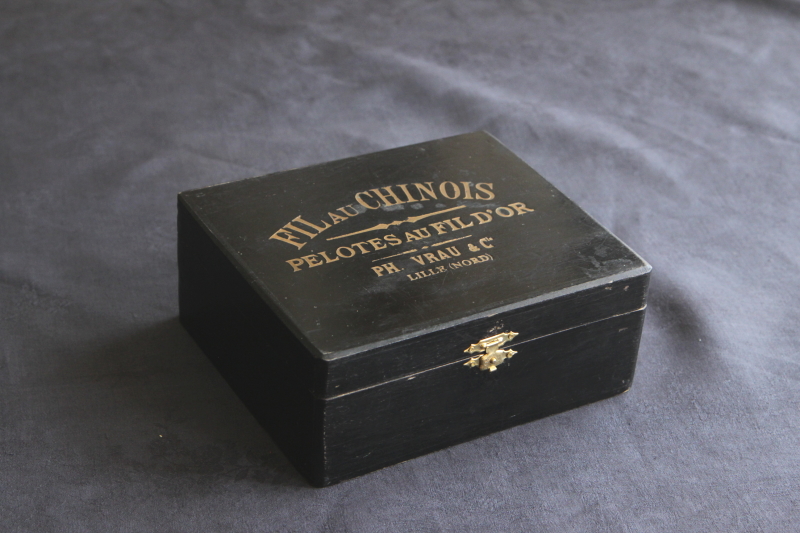 FIL AU CHINOIS
PELOTES AU FIL D'OR
PH. VRAU & Cie
LILLE (NORD)